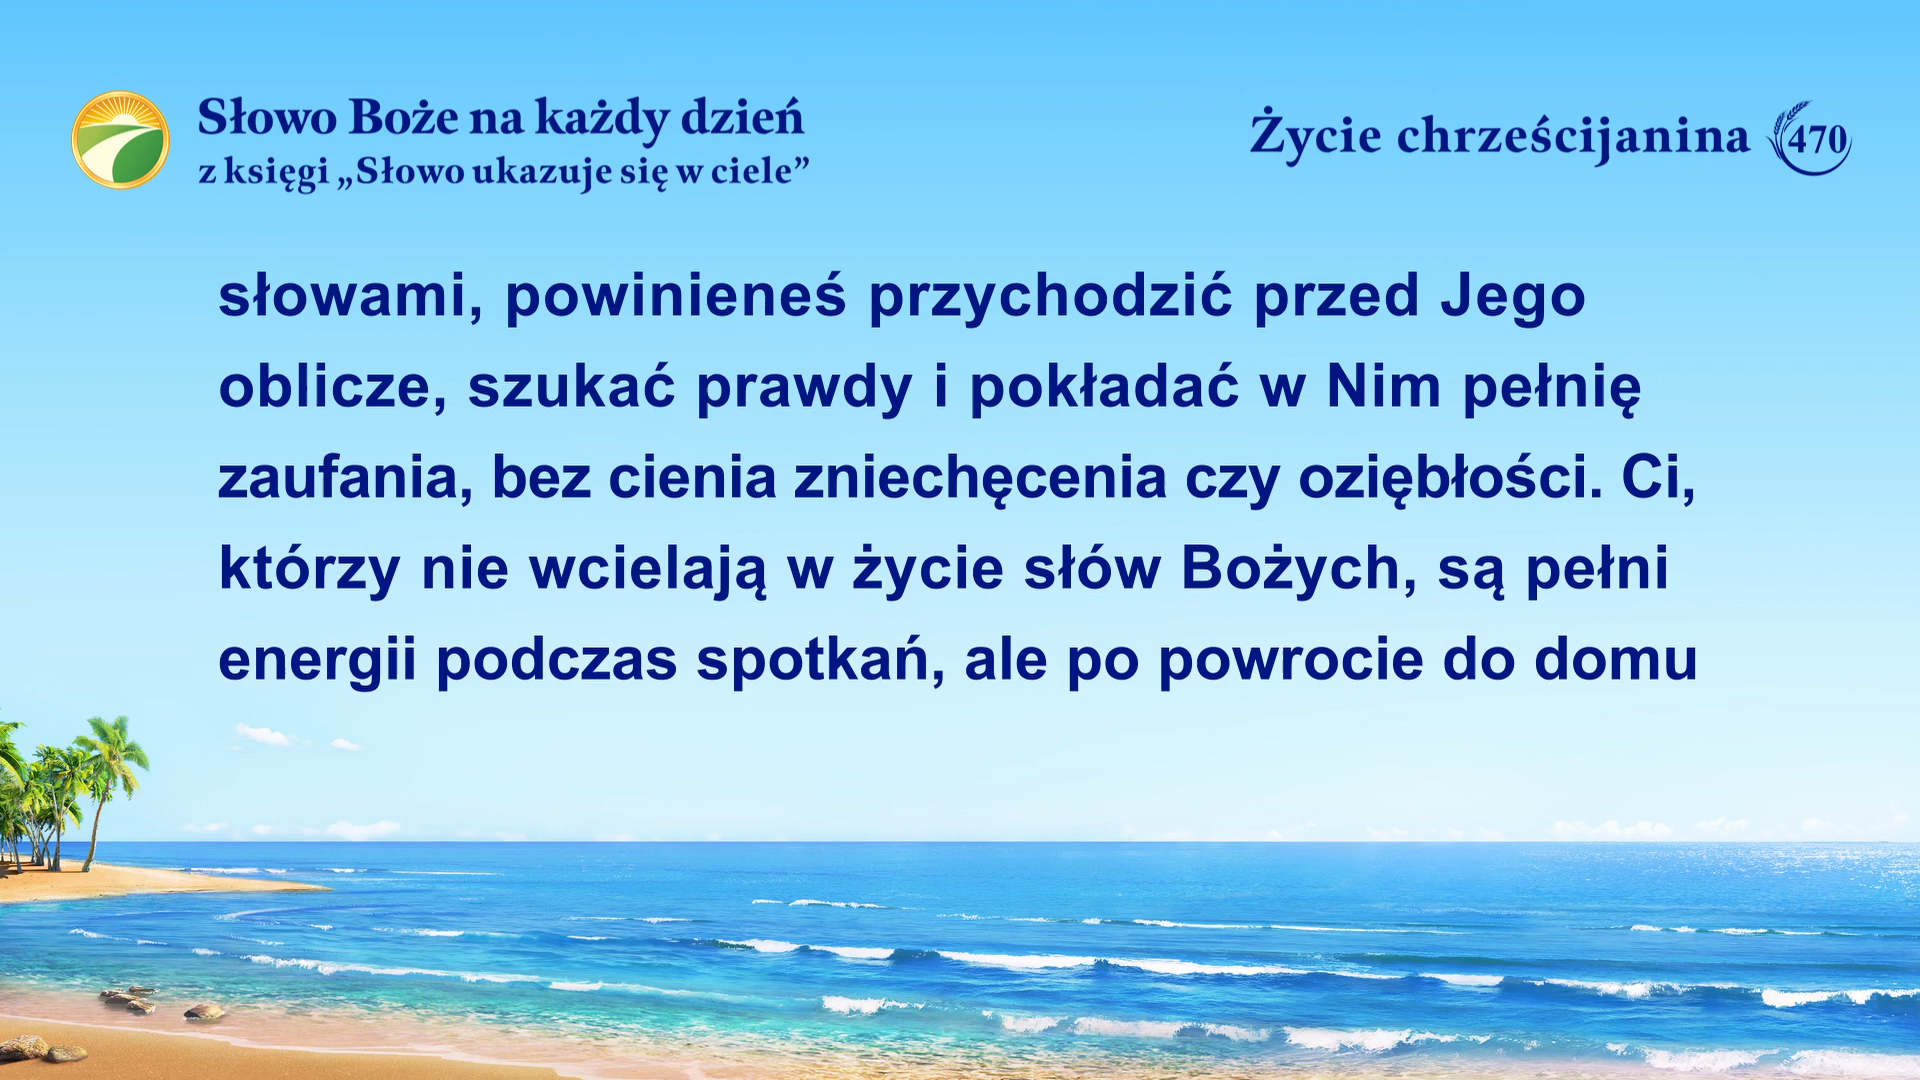 Słowo Boże na każdy dzień
z księgi „Słowo ukazuje się w ciele”
Życie chrześcijanina 470
słowami, powinieneś przychodzić przed Jego
oblicze, szukać prawdy i pokładać w Nim pełnię
zaufania, bez cienia zniechęcenia czy oziębłości. Ci,
którzy nie wcielają w życie słów Bożych, są pełni
energii podczas spotkań, ale po powrocie do domu